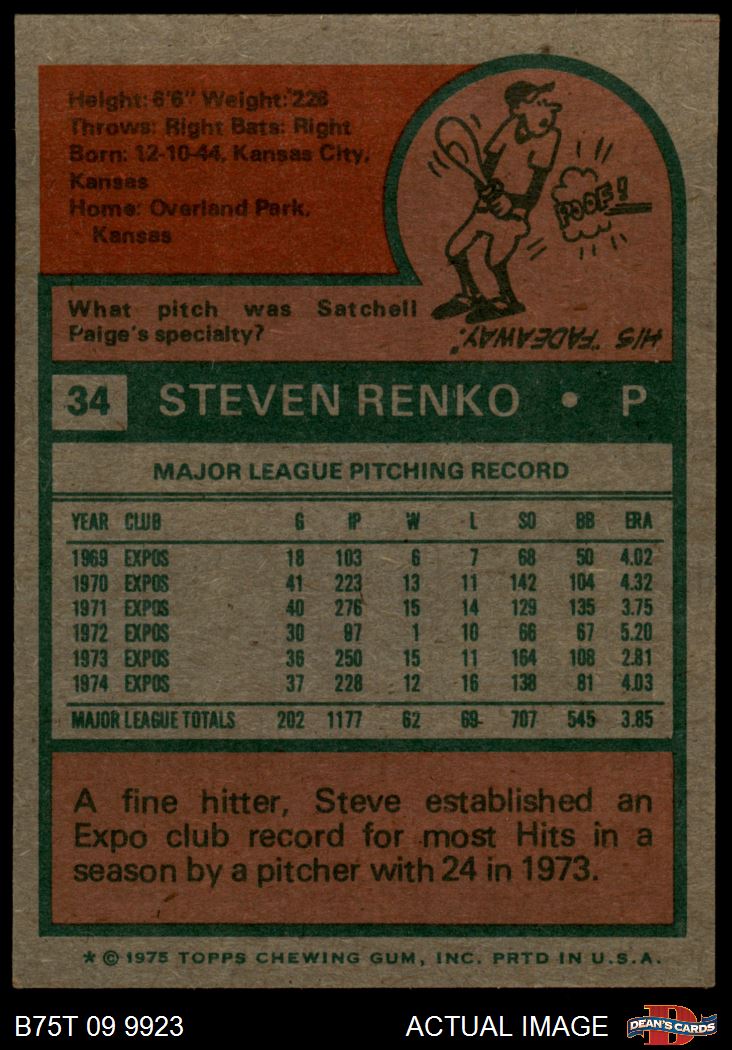 Height: 6'6" Weight: 226
Throws: Right Bats: Right
Born: 12-10-44, Kansas City,
Kansas
Home: Overland Park,
Kansas
POOF!
What pitch was Satchell
Paige's specialty?
HIS "FADEAWAY."
34 STEVEN RENKO • P
MAJOR LEAGUE PITCHING RECORD
YEAR CLUB G IP W L SO BB ERA
1969 EXPOS 18 103 6 7 68 50 4.02
1970 EXPOS 41 223 13 11 142 104 4.32
1971 EXPOS 40 276 15 14 129 135 3.75
1972 EXPOS 30 97 1 10 66 67 5.20
1973 EXPOS 36 250 15 11 164 108 2.81
1974 EXPOS 37 228 12 16 138 81 4.03
MAJOR LEAGUE TOTALS 202 1177 62 69 707 545 3.85
A fine hitter, Steve established an
Expo club record for most Hits in a
season by a pitcher with 24 in 1973.
* © 1975 TOPPS CHEWING GUM, INC. PRTD IN U.S.A.
B75T 09 9923 ACTUAL IMAGE DEAN'S CARDS